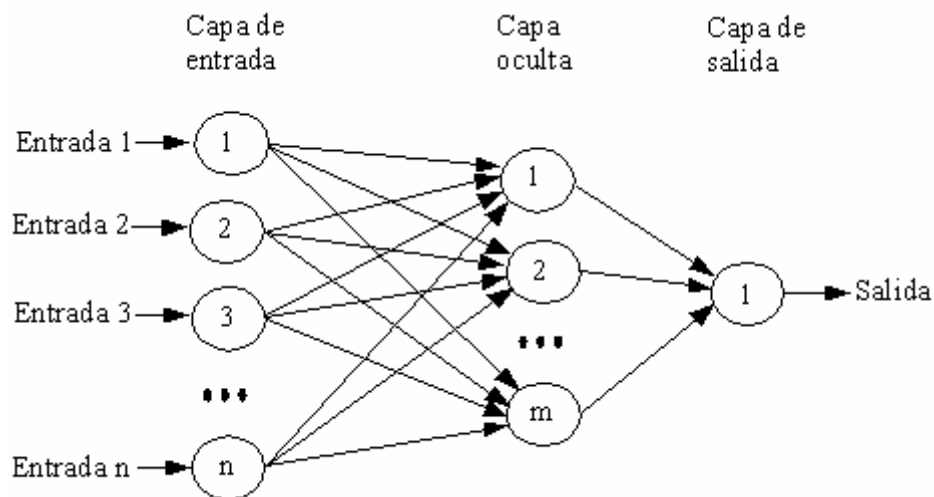 Capa de
entrada
Capa
oculta
Capa de
salida
Entrada 1
1
1
Entrada 2
2
2
1
Salida
Entrada 3
3
m
Entrada n
n